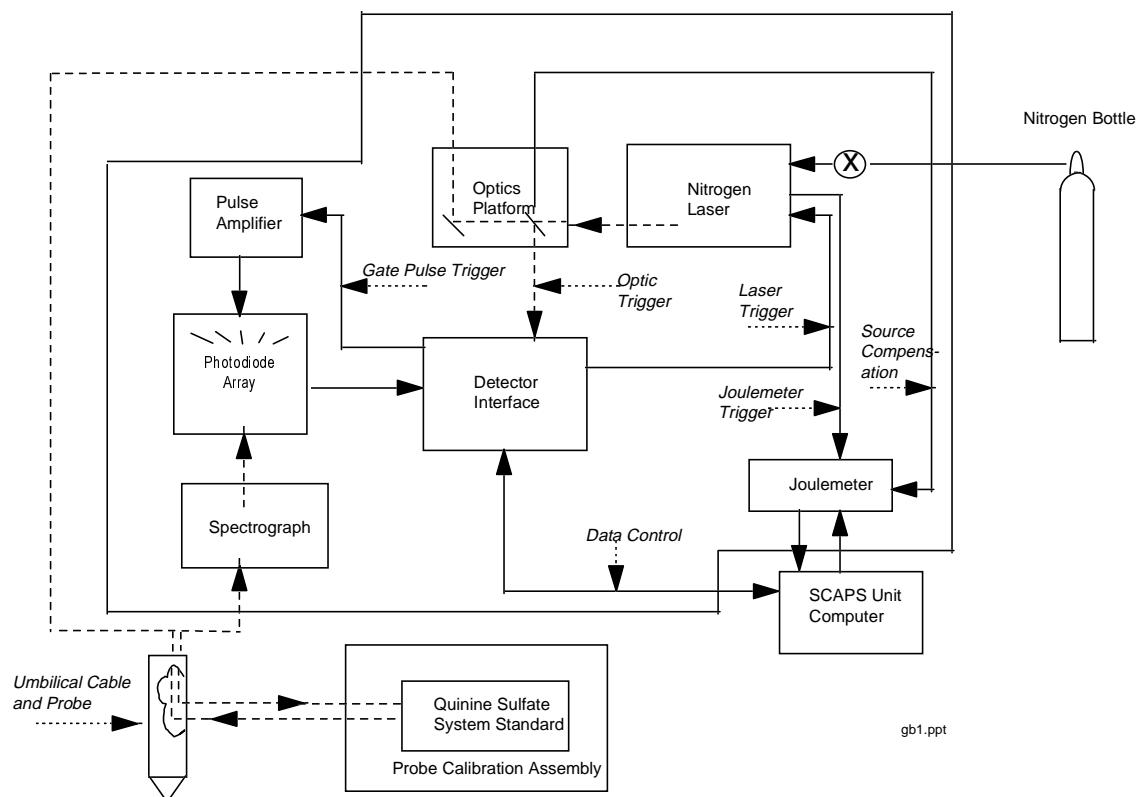 Nitrogen Bottle
X
Optics
Platform
Nitrogen
Laser
Pulse
Amplifier
Gate Pulse Trigger
Optic
Trigger
Laser
Trigger
Source
Compens-
ation
Photodiode
Array
Detector
Interface
Joulemeter
Trigger
Joulemeter
Spectrograph
Data Control
SCAPS Unit
Computer
Umbilical Cable
and Probe
Quinine Sulfate
System Standard
Probe Calibration Assembly
gb1.ppt